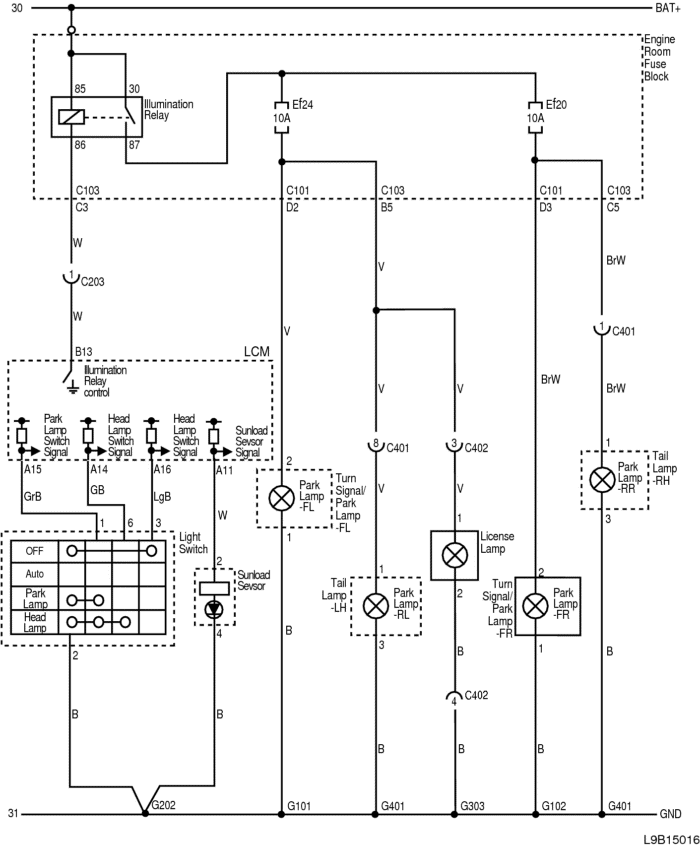 30
BAT+
Engine
Room
Fuse
Block
85
30
Illumination
Relay
86
87
Ef24
10A
Ef20
10A
C103
C3
C101
D2
C103
B5
C101
D3
C103
C5
W
1
C203
W
V
V
BrW
1
C401
BrW
BrW
B13
LCM
Illumination
Relay
control
Park
Lamp
Switch
Signal
Head
Lamp
Switch
Signal
Head
Lamp
Switch
Signal
Sunload
Sevsor
Signal
A15
A14
A16
A11
GrB
GB
LgB
W
V
V
8
C401
3
C402
V
V
1
Tail
Lamp
-RH
Park
Lamp
-RR
3
2
Park
Lamp
-FL
Turn
Signal/
Park
Lamp
-FL
1
1
6
3
Light
Switch
OFF
Auto
Park
Lamp
Head
Lamp
2
2
Sunload
Sevsor
4
1
License
Lamp
2
1
Tail
Lamp
-LH
Park
Lamp
-RL
3
2
Turn
Signal/
Park
Lamp
-FR
Park
Lamp
-FR
1
B
B
B
B
4
C402
B
B
B
B
B
G202
G101
G401
G303
G102
G401
31
GND
L9B15016